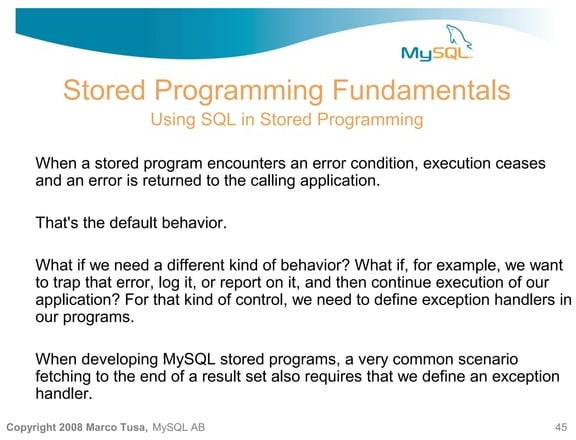 MySQL
Stored Programming Fundamentals
Using SQL in Stored Programming
When a stored program encounters an error condition, execution ceases
and an error is returned to the calling application.
That's the default behavior.
What if we need a different kind of behavior? What if, for example, we want
to trap that error, log it, or report on it, and then continue execution of our
application? For that kind of control, we need to define exception handlers in
our programs.
When developing MySQL stored programs, a very common scenario
fetching to the end of a result set also requires that we define an exception
handler.
Copyright 2008 Marco Tusa, MySQL AB 45